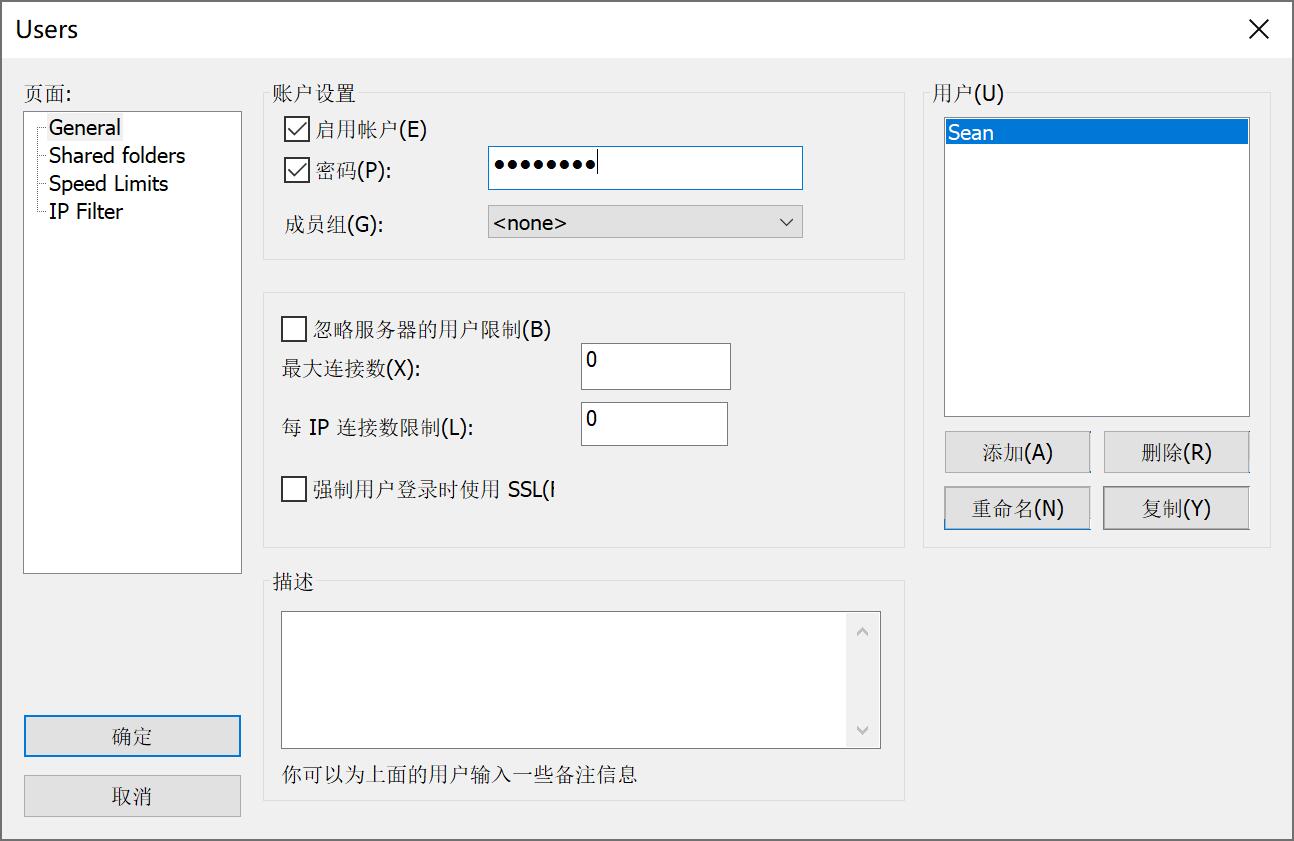 Users
页面:
General
Shared folders
Speed Limits
IP Filter
确定
取消
账户设置
启用帐户(E)
密码(P):
●●●●●●●●
成员组(G):
<none>
忽略服务器的用户限制(B)
最大连接数(X):
0
每 IP 连接数限制(L):
0
强制用户登录时使用 SSL(F
描述
你可以为上面的用户输入一些备注信息
用户(U)
Sean
添加(A)
删除(R)
重命名(N)
复制(Y)